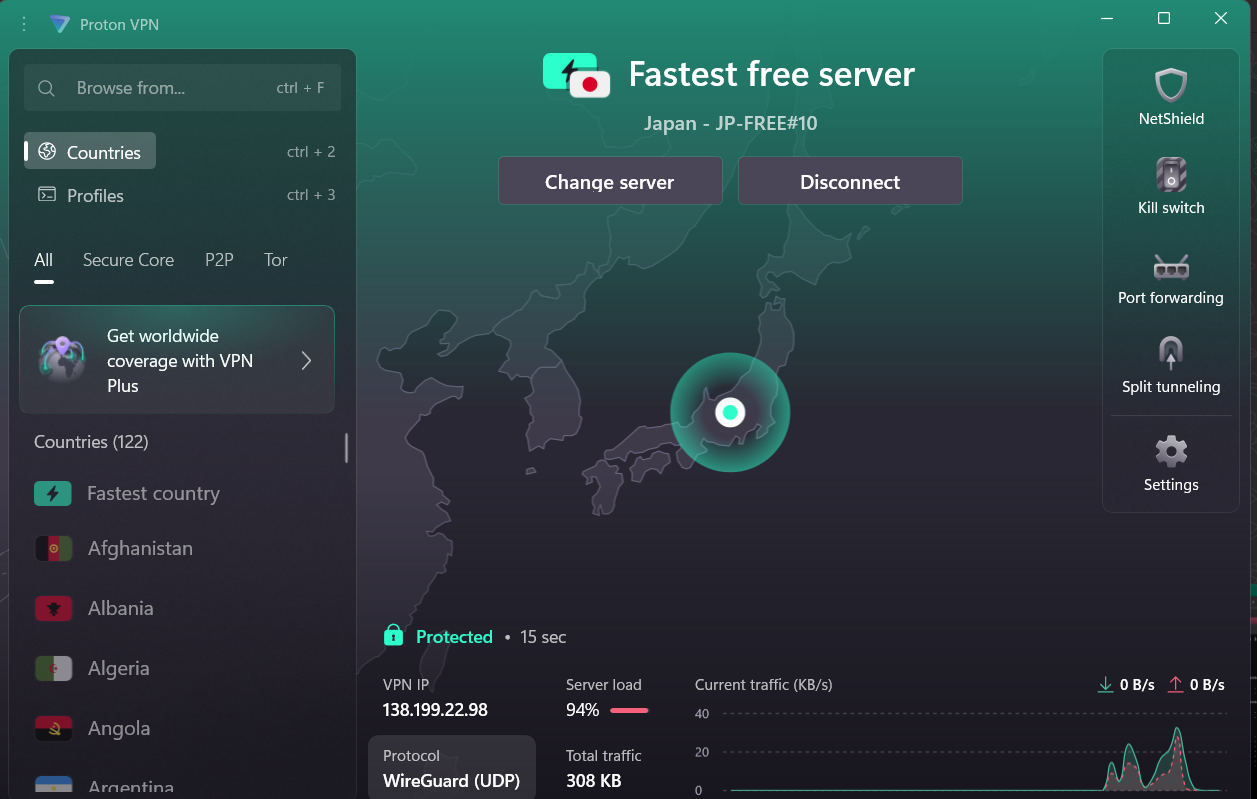 Proton VPN
Browse from...
ctrl + F
Countries
ctrl + 2
Profiles
ctrl + 3
All
Secure Core
P2P
Tor
Get worldwide
coverage with VPN
Plus
Countries (122)
Fastest country
Afghanistan
Albania
Algeria
Angola
Argentina
Fastest free server
Japan - JP-FREE#10
Change server
Disconnect
Protected • 15 sec
VPN IP
138.199.22.98
Server load
94%
Protocol
WireGuard (UDP)
Total traffic
308 KB
Current traffic (KB/s)
0 B/s
0 B/s
40
20
0
NetShield
Kill switch
Port forwarding
Split tunneling
Settings